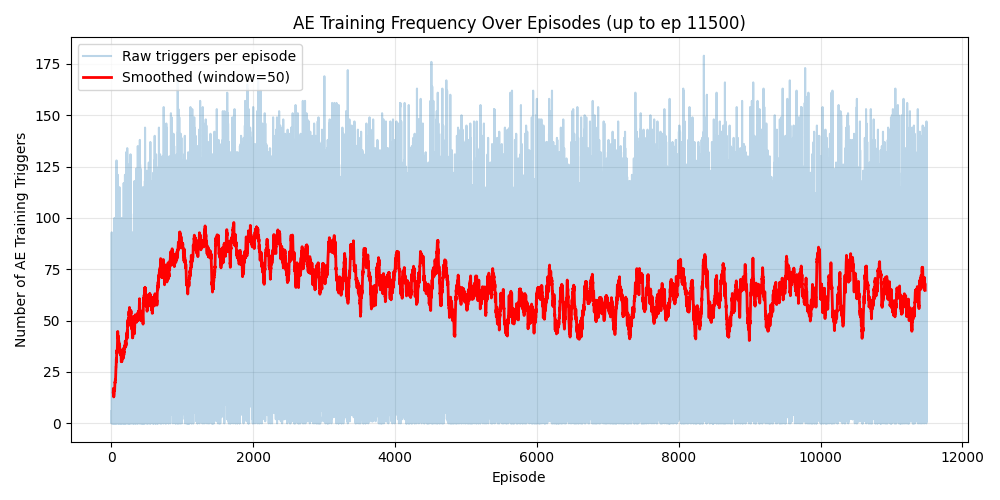 AE Training Frequency Over Episodes (up to ep 11500)
Raw triggers per episode
Smoothed (window=50)
Number of AE Training Triggers
175
150
125
100
75
50
25
0
0 2000 4000 6000 8000 10000 12000
Episode